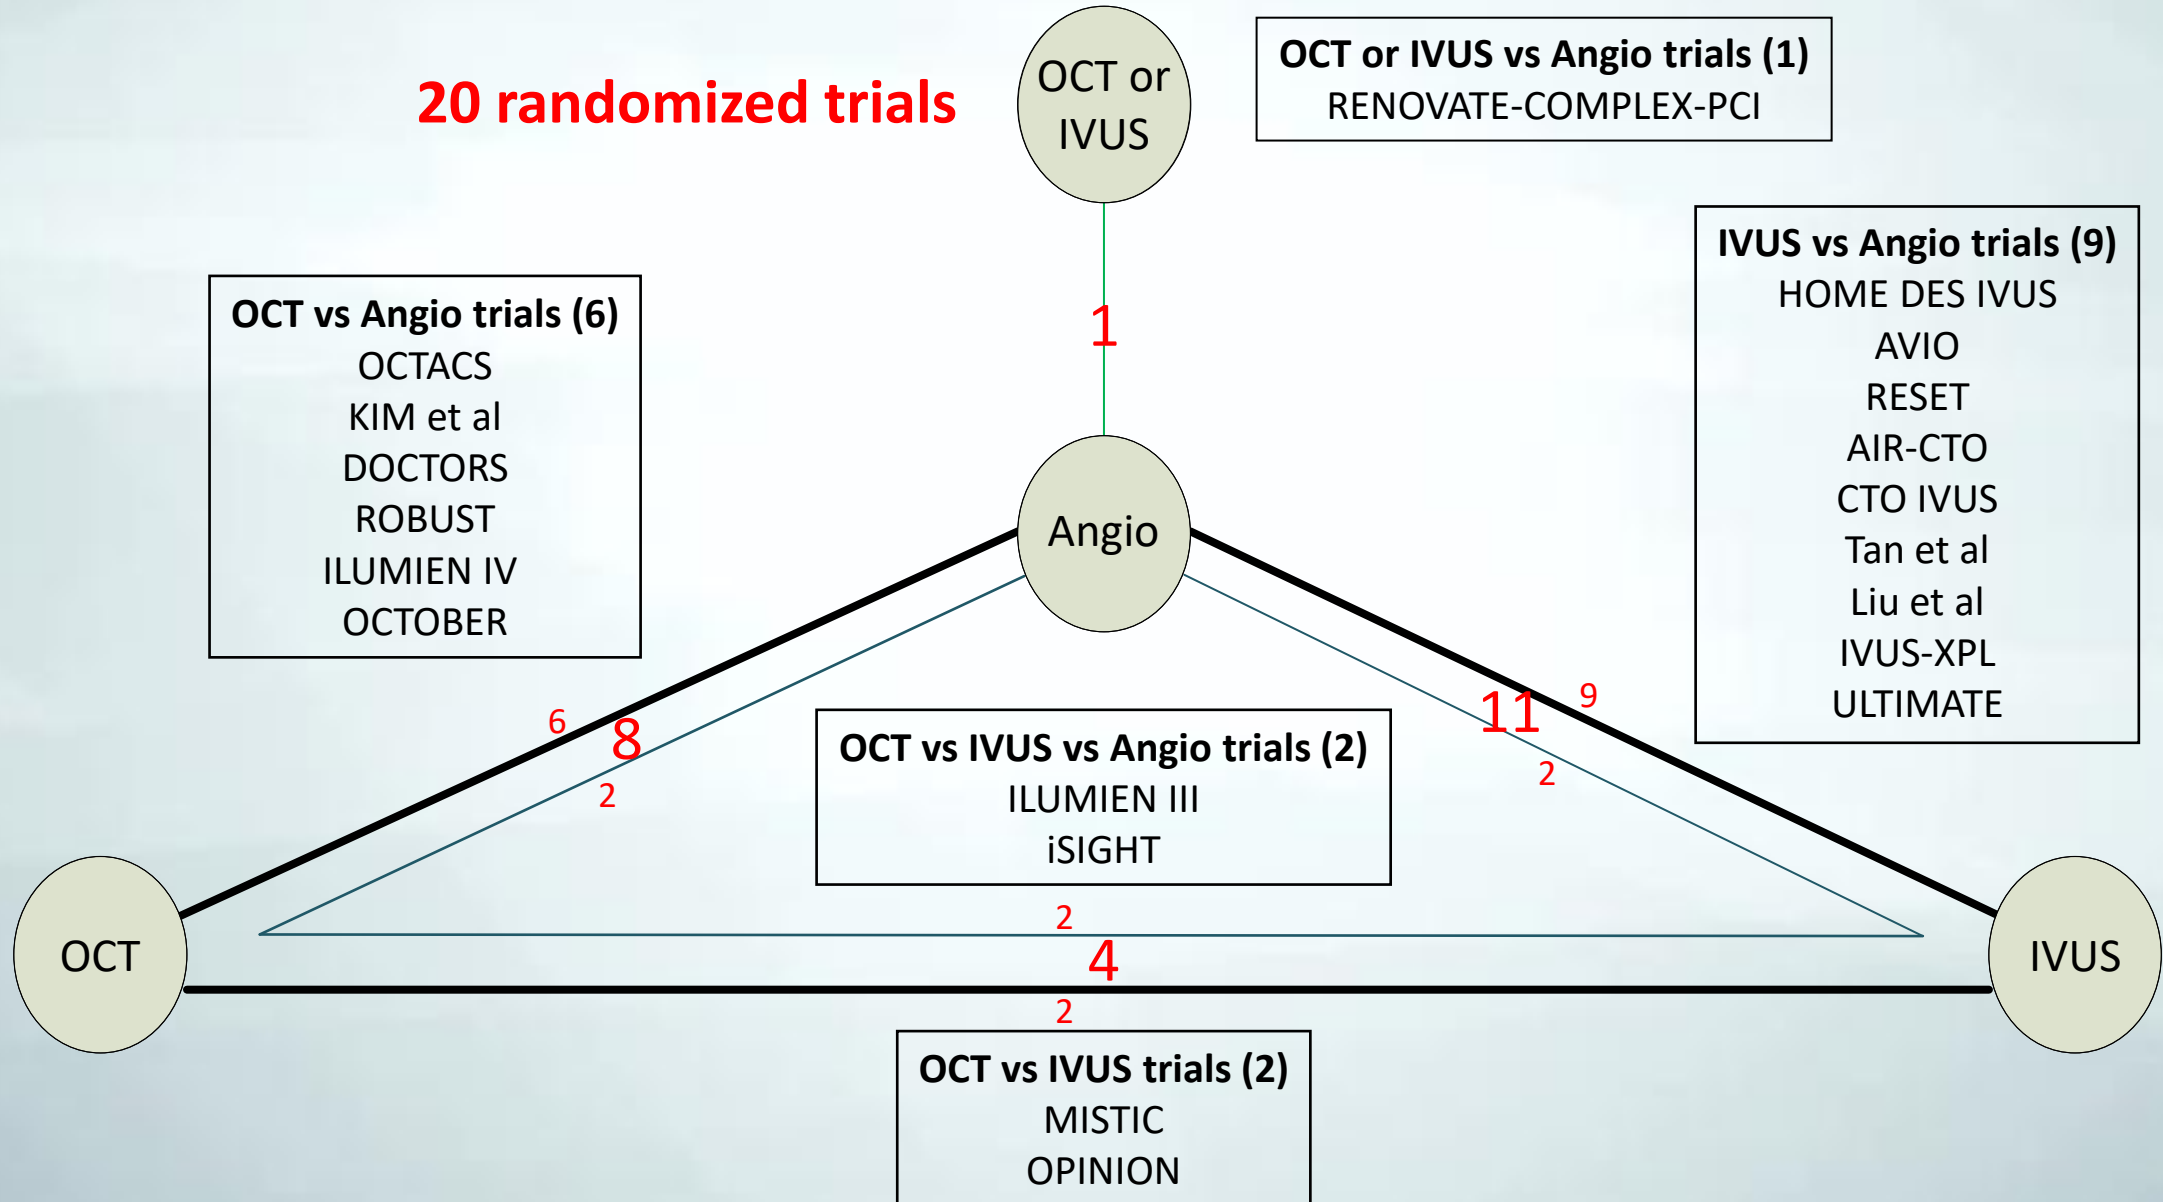 20 randomized trials
OCT or
IVUS
OCT or IVUS vs Angio trials (1)
RENOVATE-COMPLEX-PCI
OCT vs Angio trials (6)
OCTACS
KIM et al
DOCTORS
ROBUST
ILUMIEN IV
OCTOBER
1
Angio
IVUS vs Angio trials (9)
HOME DES IVUS
AVIO
RESET
AIR-CTO
CTO IVUS
Tan et al
Liu et al
IVUS-XPL
ULTIMATE
6
8
2
11
9
2
OCT vs IVUS vs Angio trials (2)
ILUMIEN III
iSIGHT
OCT
2
4
2
IVUS
OCT vs IVUS trials (2)
MISTIC
OPINION